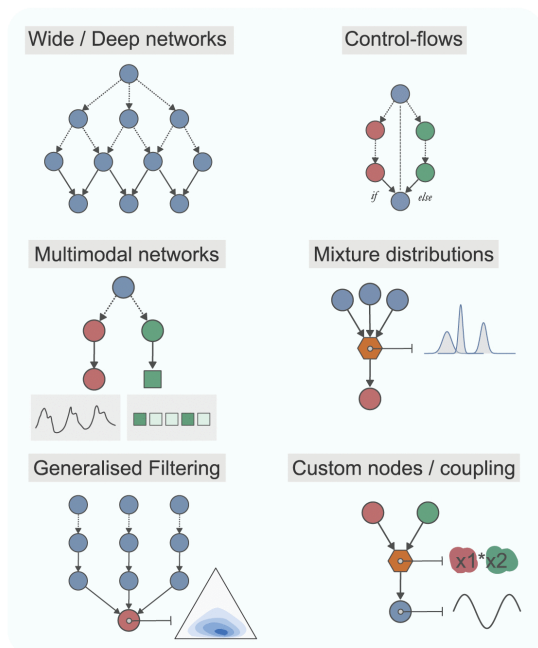 Wide / Deep networks
Control-flows
if
else
Multimodal networks
Mixture distributions
Generalised Filtering
Custom nodes / coupling
x1*x2